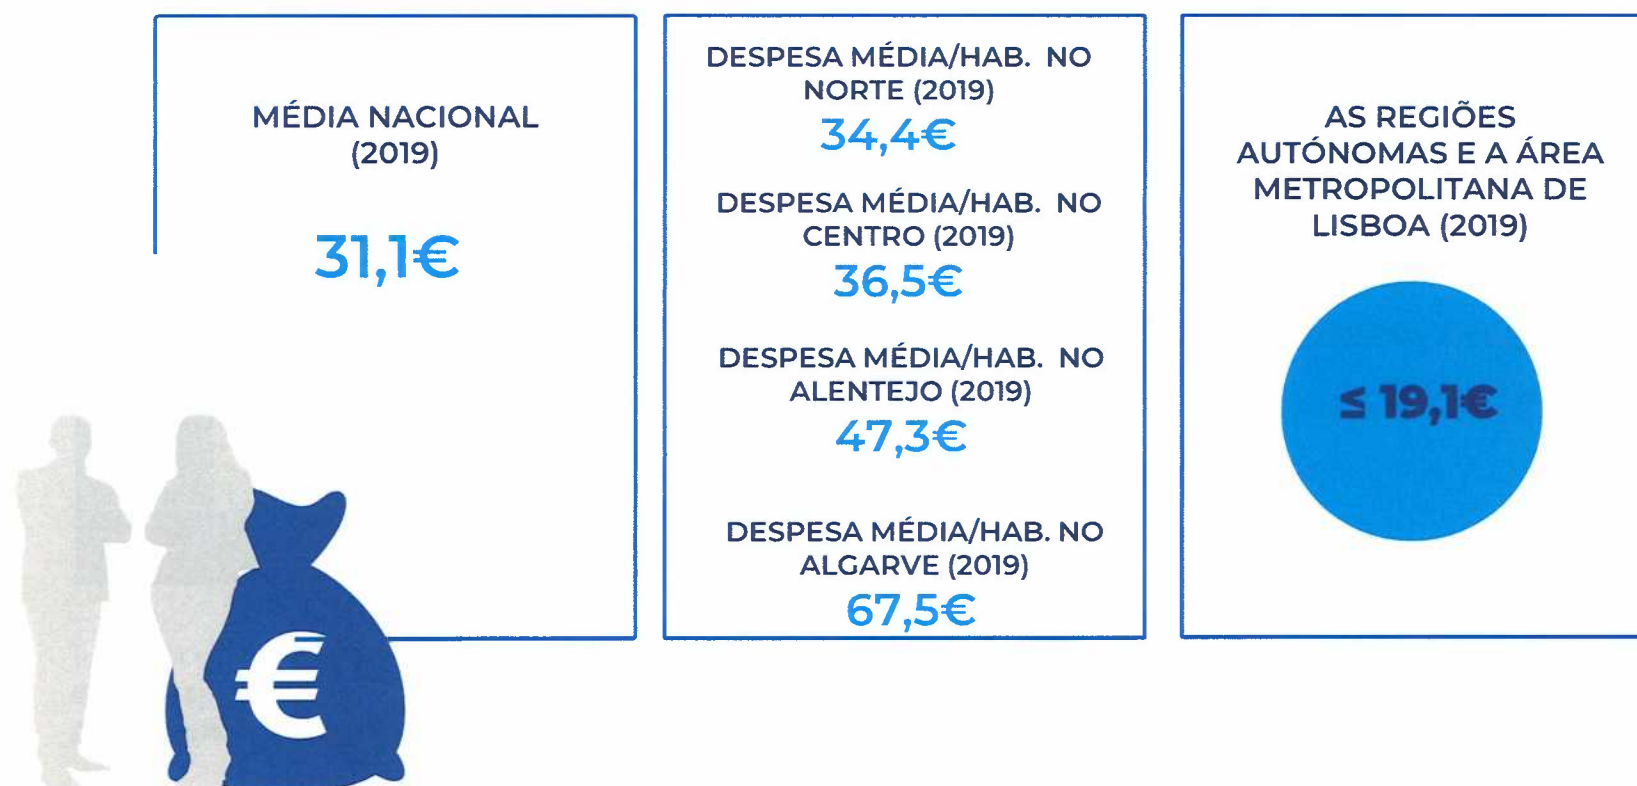 MÉDIA NACIONAL
(2019)
31,1€
DESPESA MÉDIA/HAB. NO
NORTE (2019)
34,4€
DESPESA MÉDIA/HAB. NO
CENTRO (2019)
36,5€
DESPESA MÉDIA/HAB. NO
ALENTEJO (2019)
47,3€
DESPESA MÉDIA/HAB. NO
ALGARVE (2019)
67,5€
AS REGIÕES
AUTÓNOMAS E A ÁREA
METROPOLITANA DE
LISBOA (2019)
≤ 19,1€
€